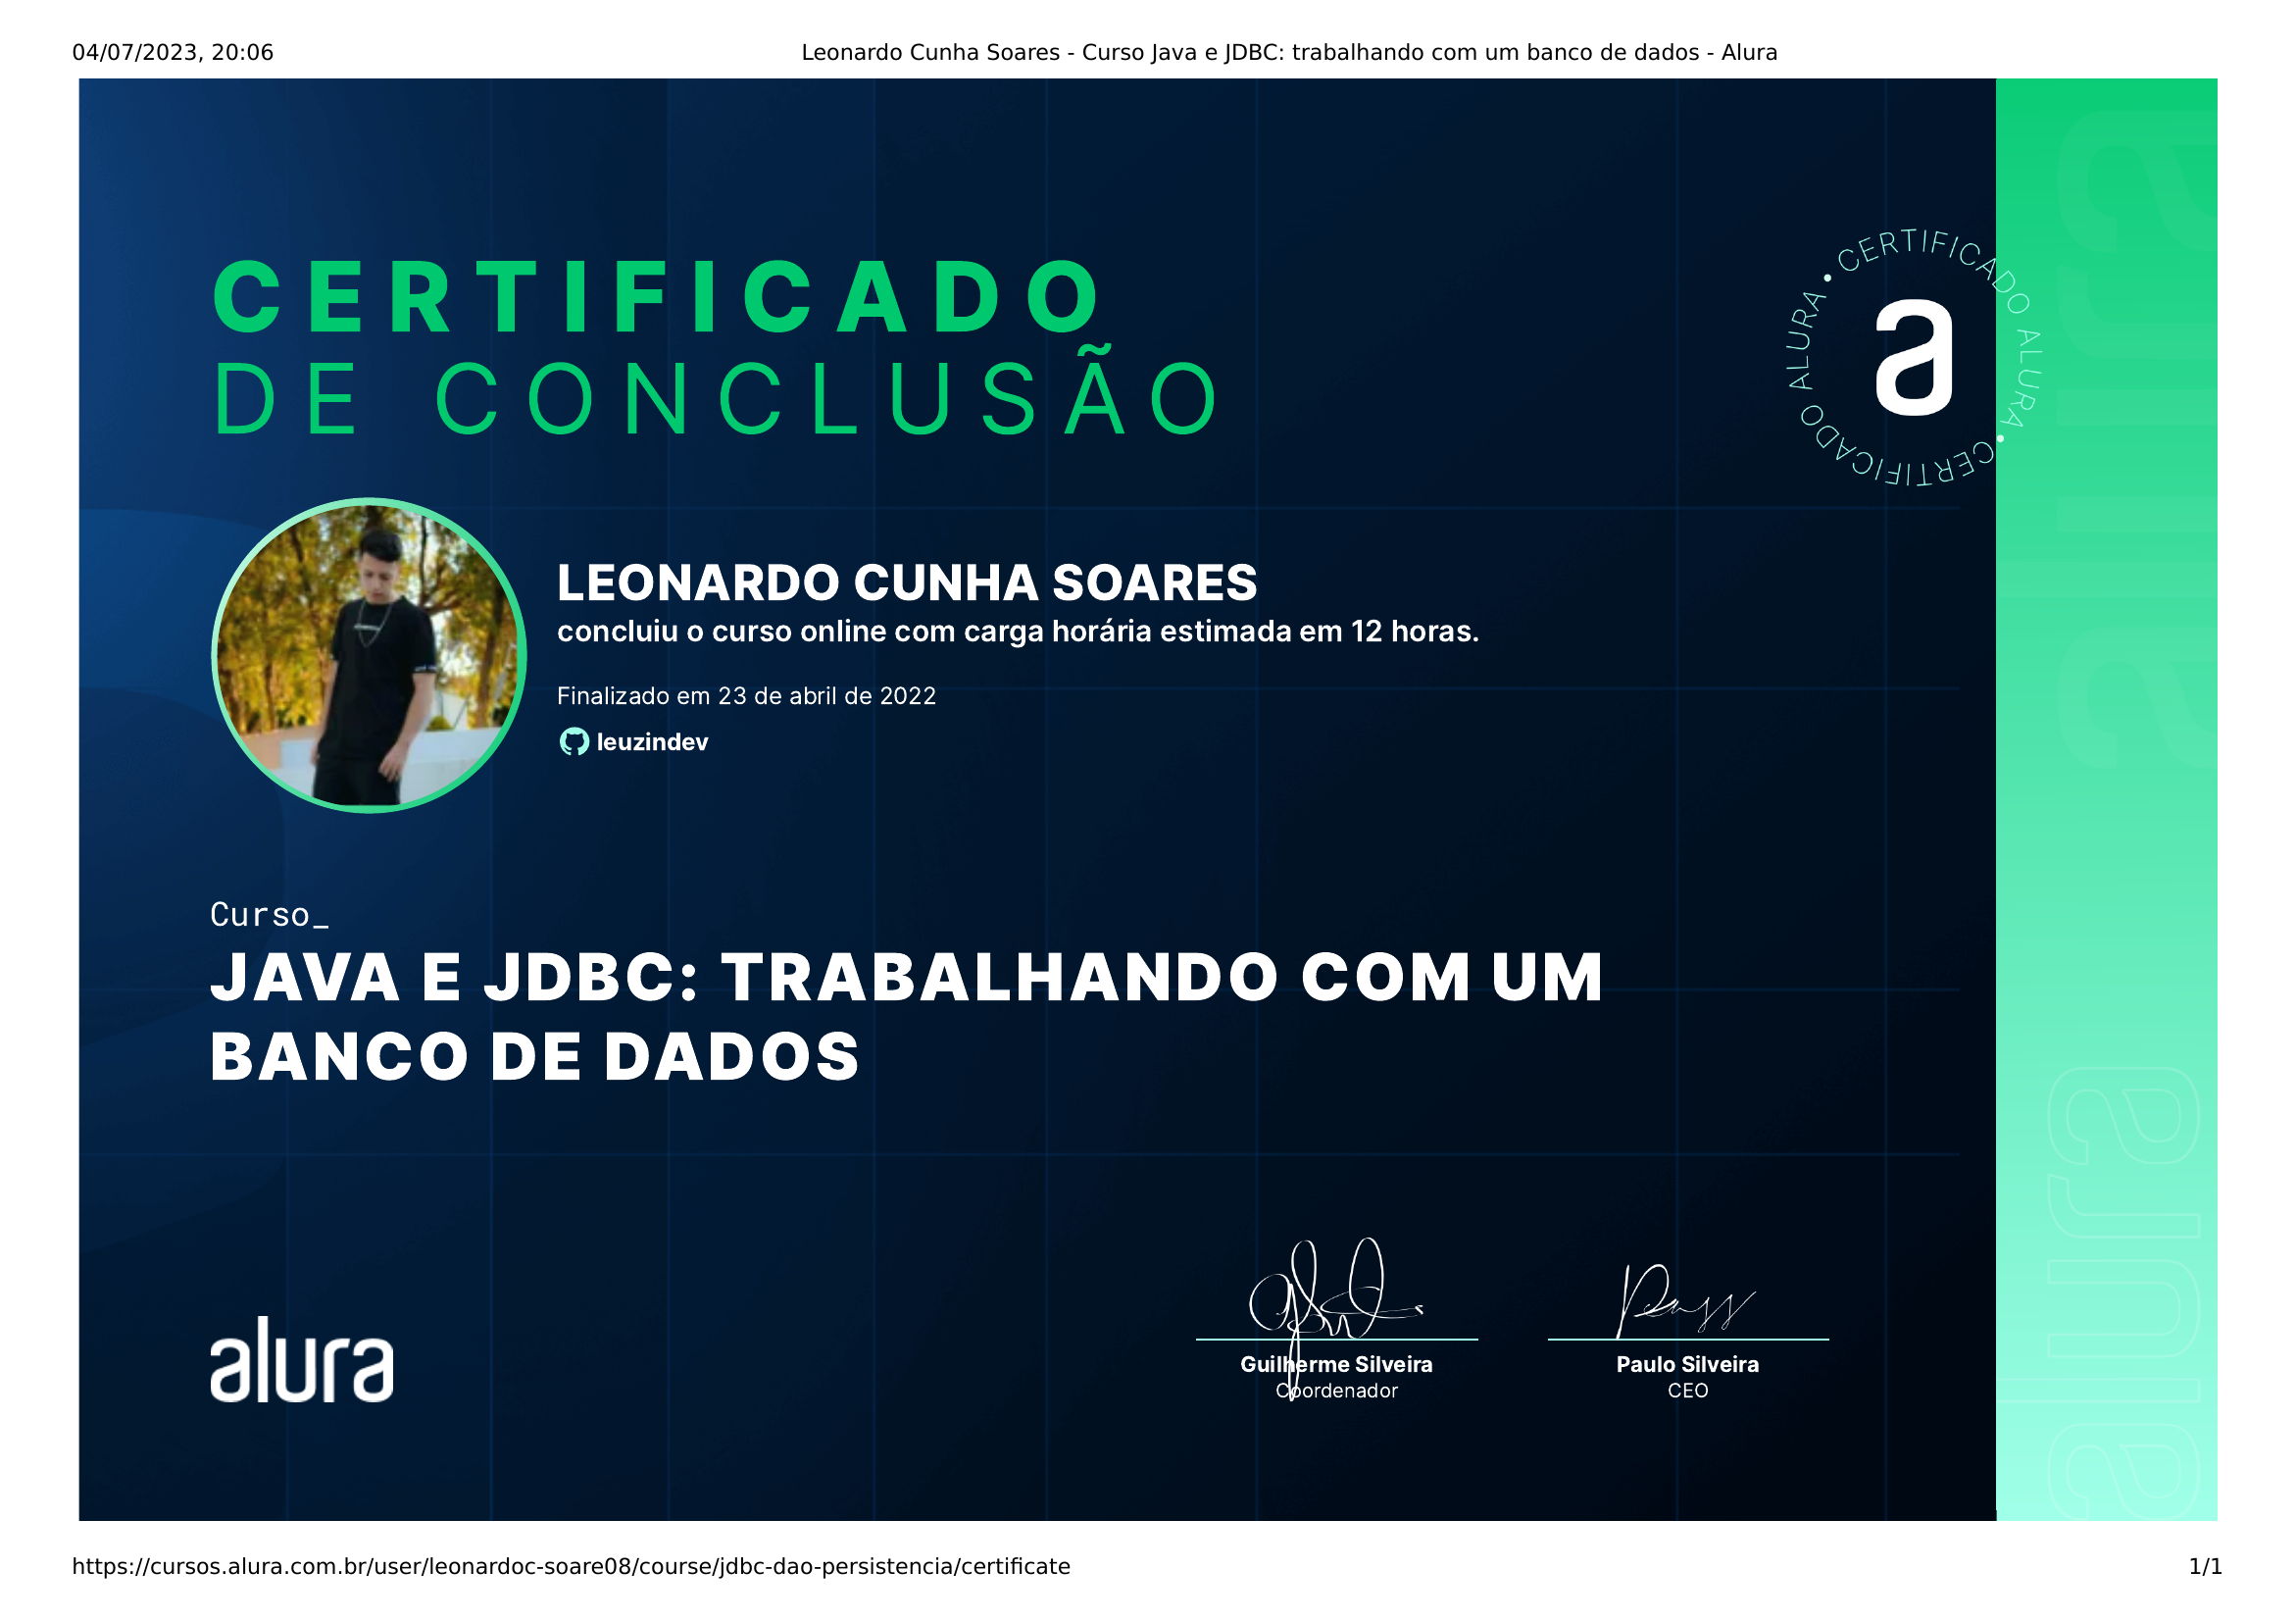 04/07/2023, 20:06
Leonardo Cunha Soares - Curso Java e JDBC: trabalhando com um banco de dados - Alura
CERTIFICADO
DE CONCLUSÃO
CERTIFICADO ALURA • CERTIFICADO ALURA •
a
LEONARDO CUNHA SOARES
concluiu o curso online com carga horária estimada em 12 horas.
Finalizado em 23 de abril de 2022
leuzindev
Curso_
JAVA E JDBC: TRABALHANDO COM UM
BANCO DE DADOS
alura
Guilherme Silveira
Coordenador
Paulo Silveira
CEO
alura
alura
https://cursos.alura.com.br/user/leonardoc-soare08/course/jdbc-dao-persistencia/certificate
1/1